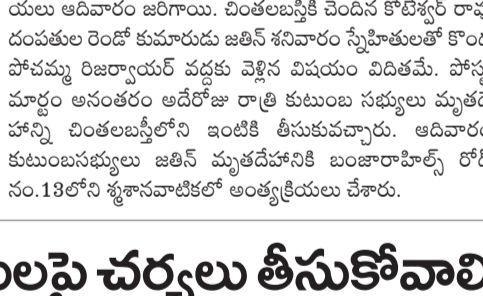 యలు ఆదివారం జరిగాయి. చింతలబస్తీకి చెందిన కోటేశ్వర్ రావు
దంపతుల రెండో కుమారుడు జతిన్ శనివారం స్నేహితులతో కొండ
పోచమ్మ రిజర్వాయర్ వద్దకు వెళ్లిన విషయం విదితమే. పోస్టు
మార్టం అనంతరం అదేరోజు రాత్రి కుటుంబ సభ్యులు మృతదే
హాన్ని చింతలబస్తీలోని ఇంటికి తీసుకువచ్చారు. ఆదివారం
కుటుంబసభ్యులు జతిన్ మృతదేహానికి బంజారాహిల్స్ రోడ్
నం.13లోని శ్మశానవాటికలో అంత్యక్రియలు చేశారు.
లపై చర్యలు తీసుకోవాలి